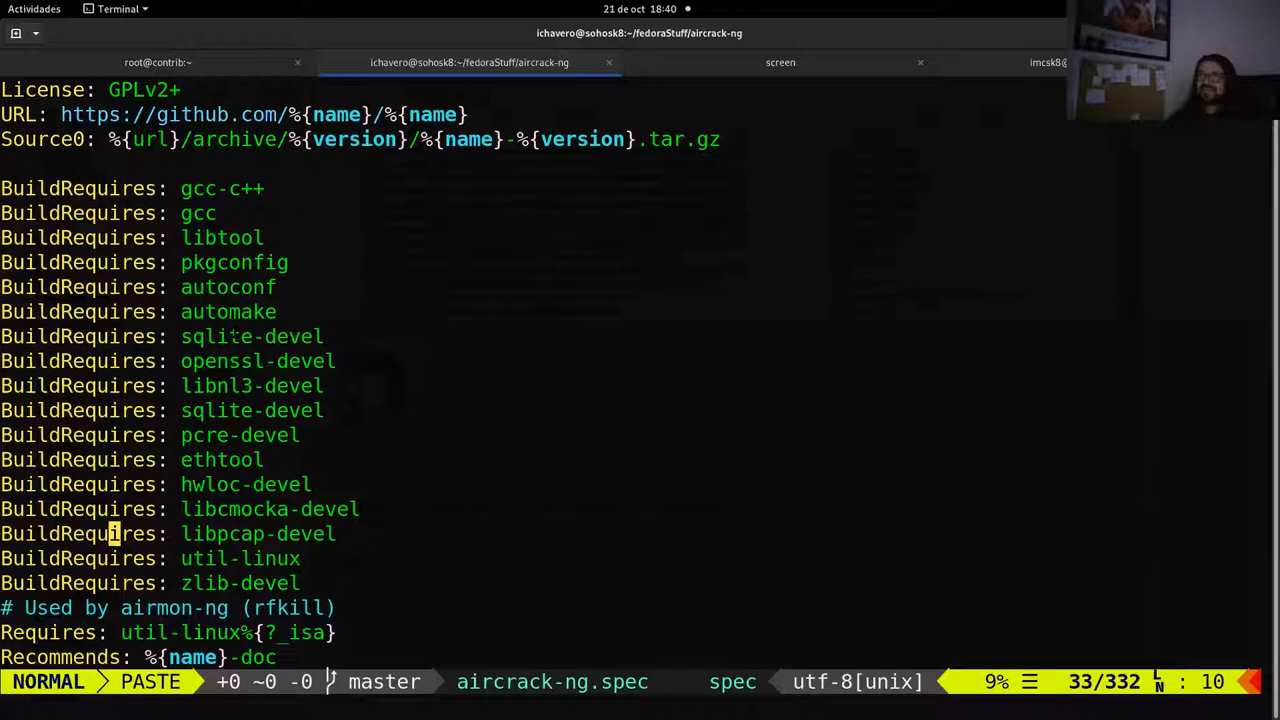 Actividades Terminal 21 de oct 18:40
ichavero@sohosk8:~/fedoraStuff/aircrack-ng
root@contrib:~ × ichavero@sohosk8:~/fedoraStuff/aircrack-ng × screen × imcsk8@
License: GPLv2+
URL: https://github.com/%{name}/%{name}
Source0: %{url}/archive/%{version}/%{name}-%{version}.tar.gz
BuildRequires: gcc-c++
BuildRequires: gcc
BuildRequires: libtool
BuildRequires: pkgconfig
BuildRequires: autoconf
BuildRequires: automake
BuildRequires: sqlite-devel
BuildRequires: openssl-devel
BuildRequires: libnl3-devel
BuildRequires: sqlite-devel
BuildRequires: pcre-devel
BuildRequires: ethtool
BuildRequires: hwloc-devel
BuildRequires: libcmocka-devel
BuildRequires: libpcap-devel
BuildRequires: util-linux
BuildRequires: zlib-devel
# Used by airmon-ng (rfkill)
Requires: util-linux%{?_isa}
Recommends: %{name}-doc
NORMAL PASTE +0 ~0 -0 master aircrack-ng.spec spec utf-8[unix] 9% ☰ 33/332 LN : 10